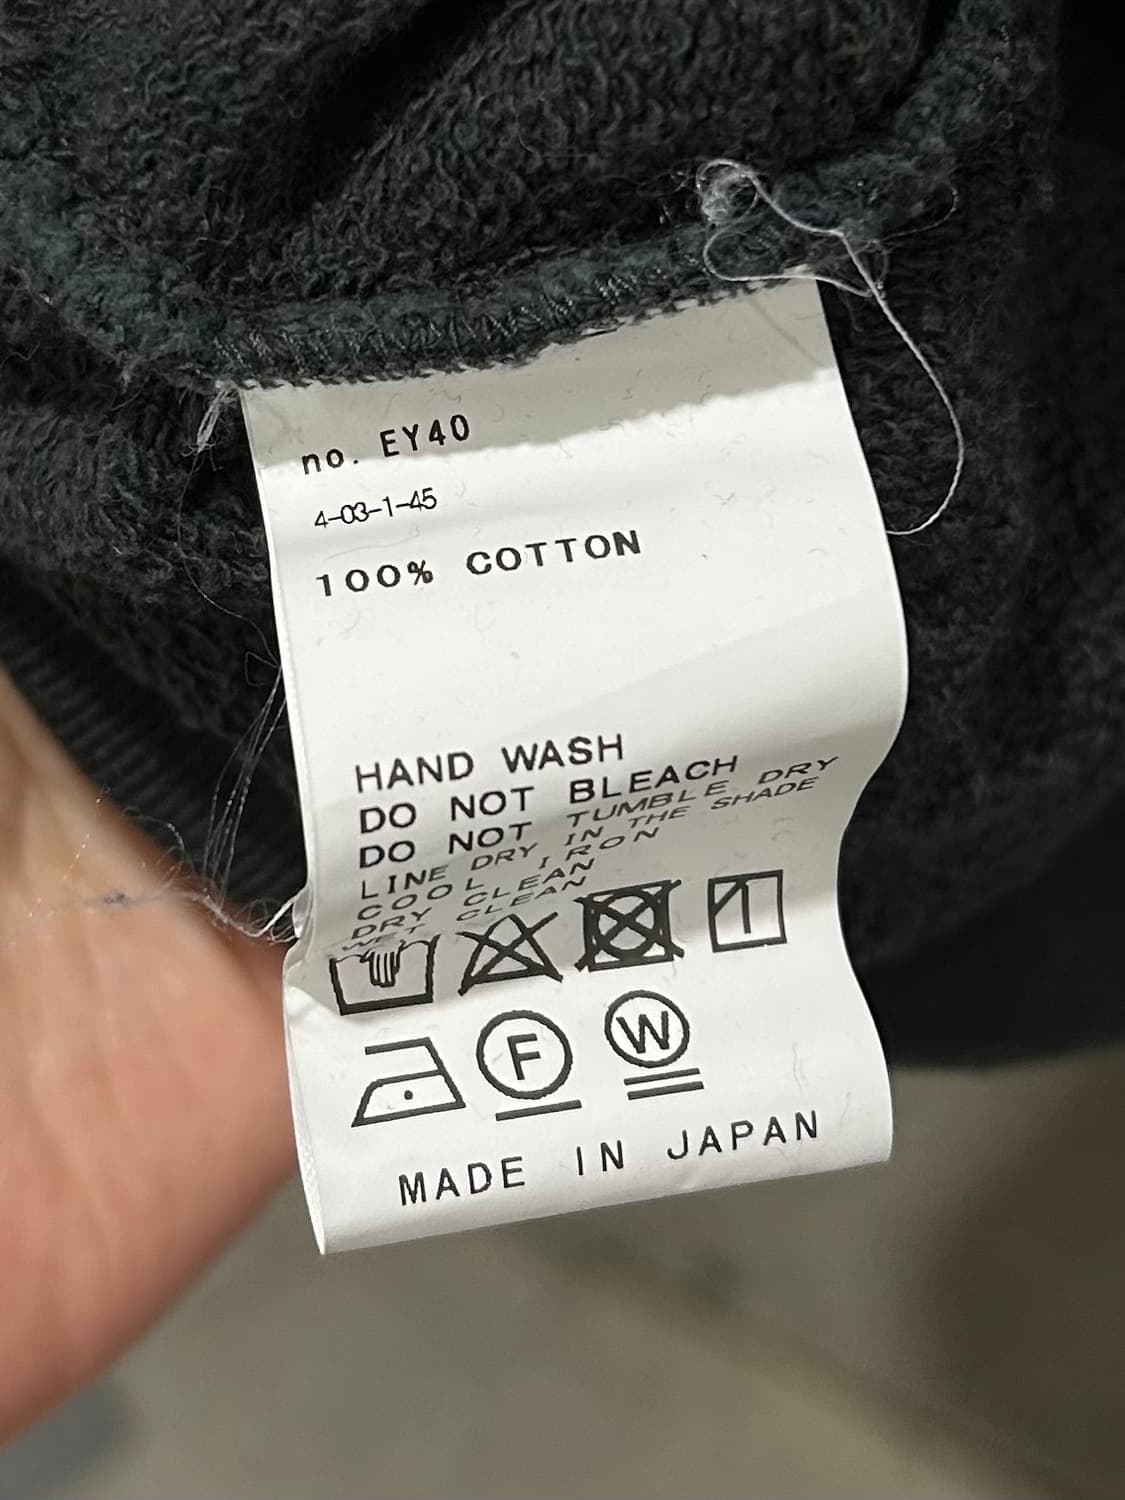 no. EY40
4-03-1-45
100% COTTON
HAND WASH
DO NOT BLEACH
DO NOT TUMBLE DRY
LINE DRY IN THE SHADE
COOL IRON
DRY CLEAN
WET CLEAN
F
W
MADE IN JAPAN